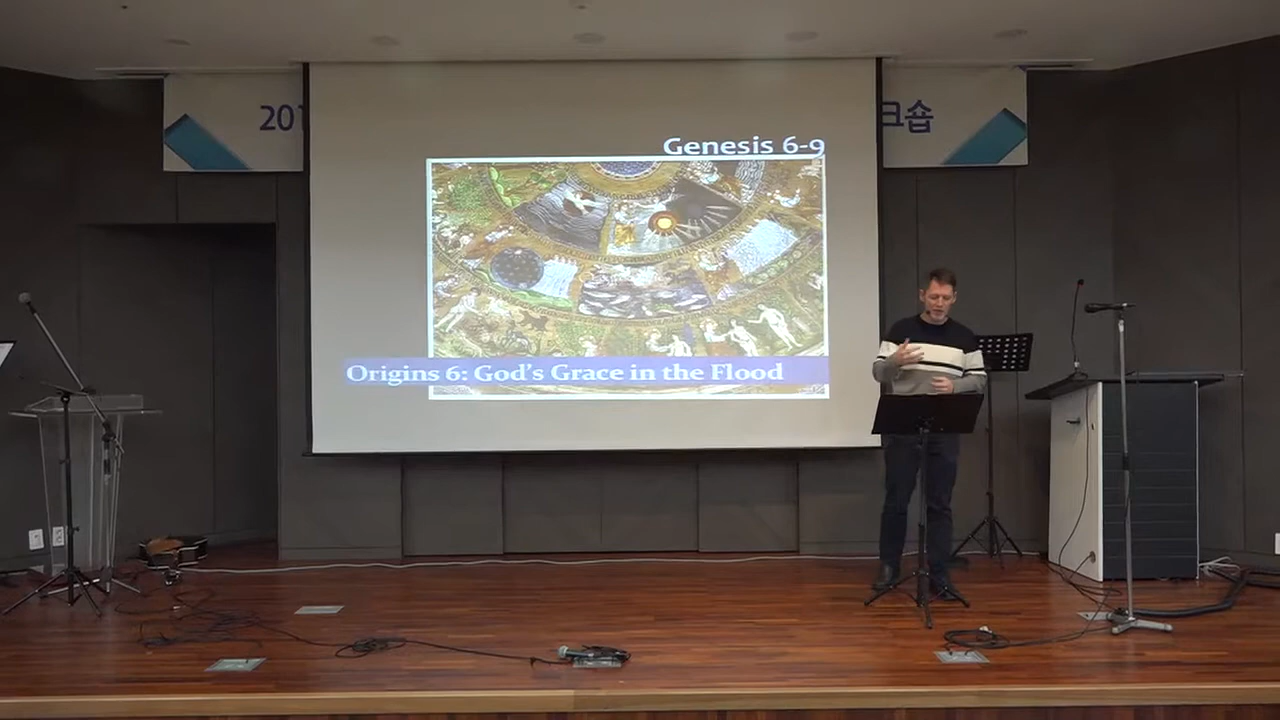 201
크숍
Genesis 6-9
Origins 6: God's Grace in the Flood